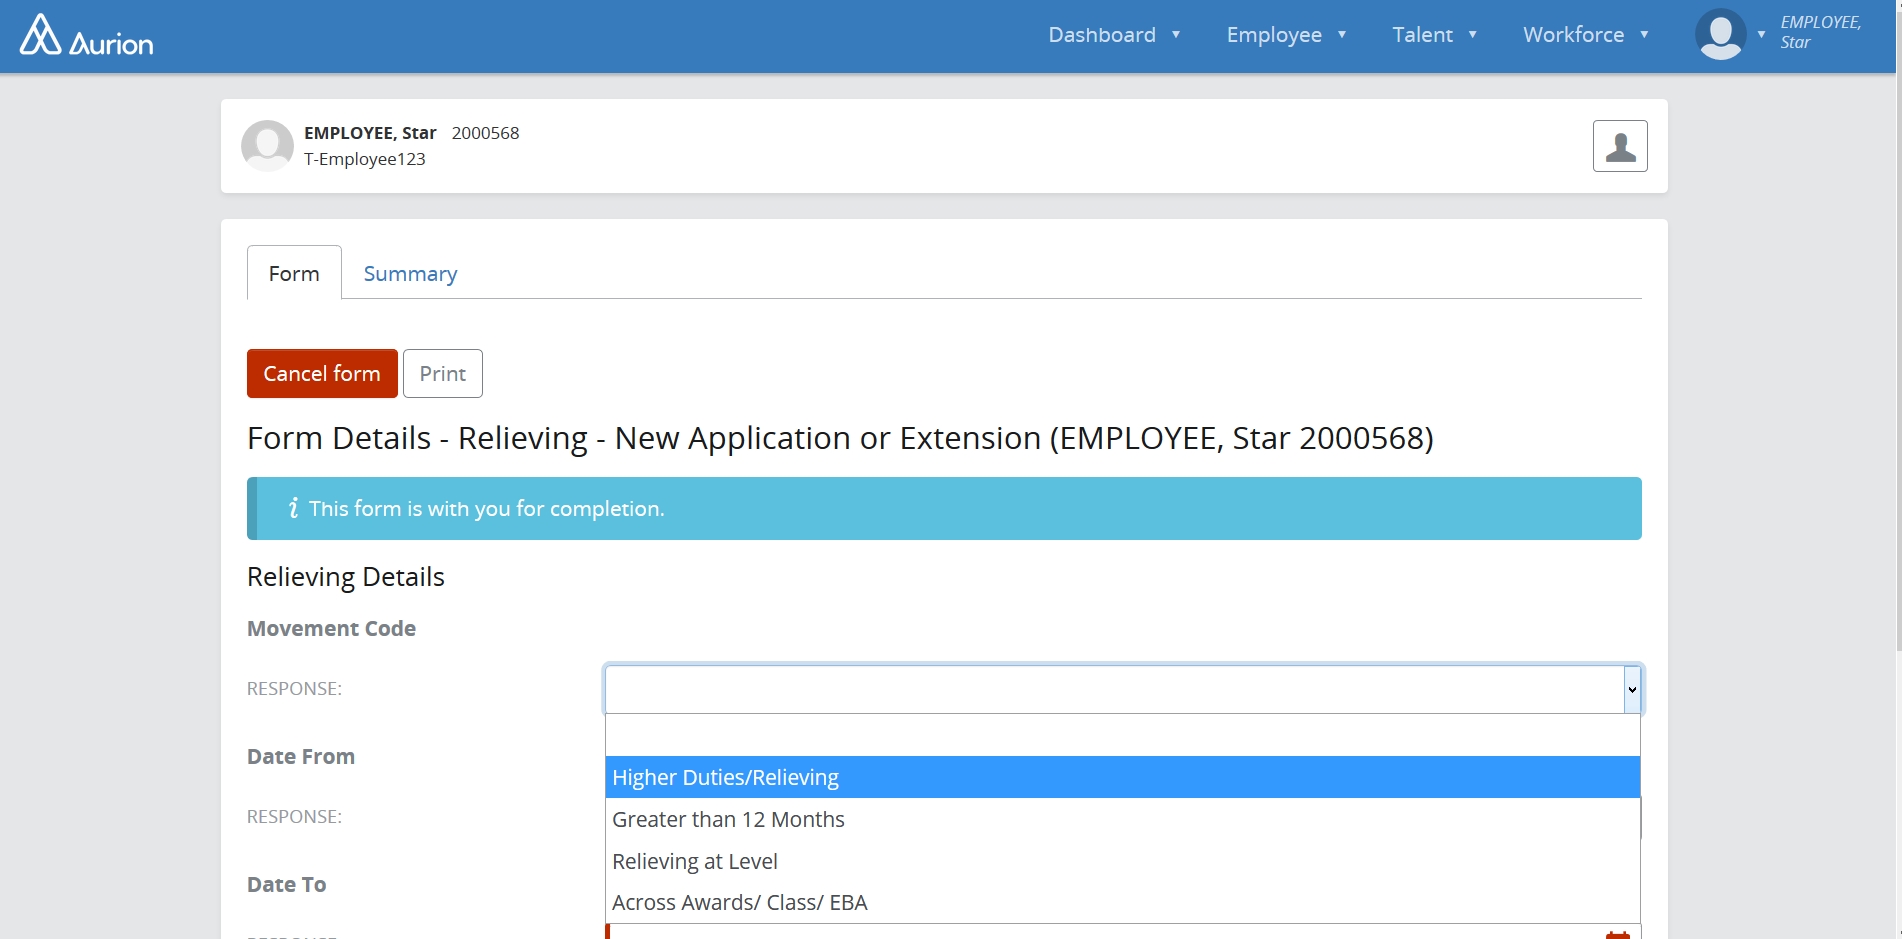 Aurion
Dashboard
Employee
Talent
Workforce
EMPLOYEE,
Star
EMPLOYEE, Star 2000568
T-Employee123
Form
Summary
Cancel form
Print
Form Details - Relieving - New Application or Extension (EMPLOYEE, Star 2000568)
i This form is with you for completion.
Relieving Details
Movement Code
RESPONSE:
Date From
Higher Duties/Relieving
RESPONSE:
Greater than 12 Months
Relieving at Level
Date To
Across Awards/ Class/ EBA